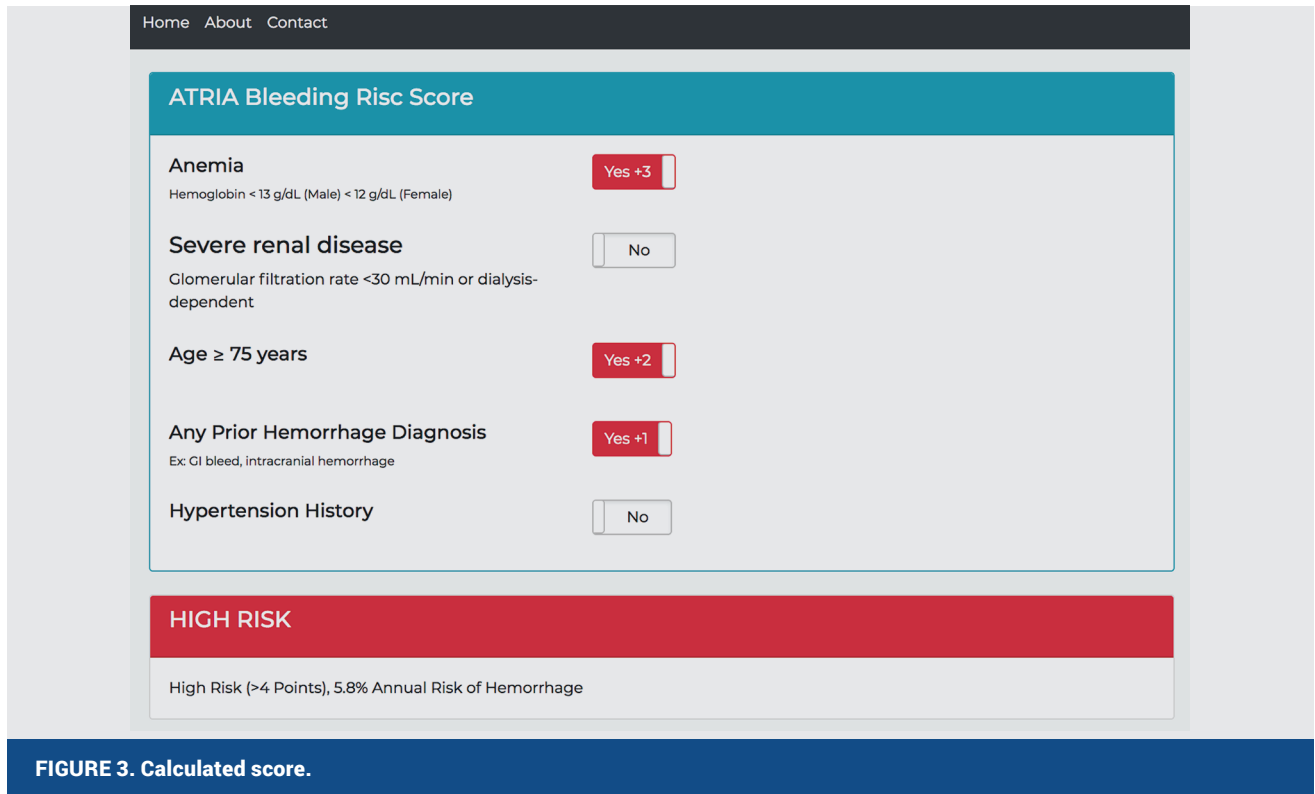 Home About Contact
ATRIA Bleeding Risc Score
Anemia
Yes +3
Hemoglobin < 13 g/dL (Male) < 12 g/dL (Female)
Severe renal disease
No
Glomerular filtration rate <30 mL/min or dialysis-
dependent
Age ≥ 75 years
Yes +2
Any Prior Hemorrhage Diagnosis
Yes +1
Ex: GI bleed, intracranial hemorrhage
Hypertension History
No
HIGH RISK
High Risk (>4 Points), 5.8% Annual Risk of Hemorrhage
FIGURE 3. Calculated score.